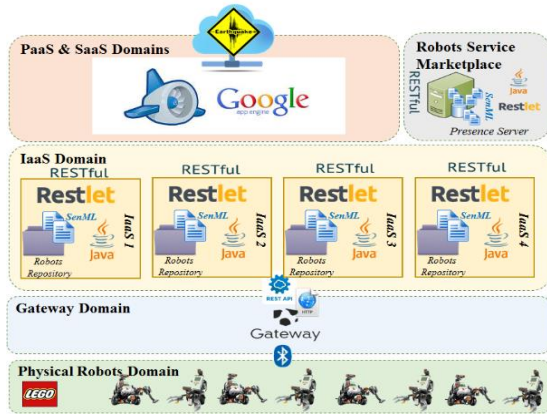 Earthquake
PaaS & SaaS Domains
Google
app engine
Robots Service
Marketplace
RESTful
SenML
Java
Restlet
Presence Server
IaaS Domain
RESTful
Restlet
SenML
Java
Robots
Repository
IaaS 1
RESTful
Restlet
SenML
Java
Robots
Repository
IaaS 2
RESTful
Restlet
SenML
Java
Robots
Repository
IaaS 3
RESTful
Restlet
SenML
Java
Robots
Repository
IaaS 4
REST API
HTTP
Gateway Domain
Gateway
Physical Robots Domain
LEGO